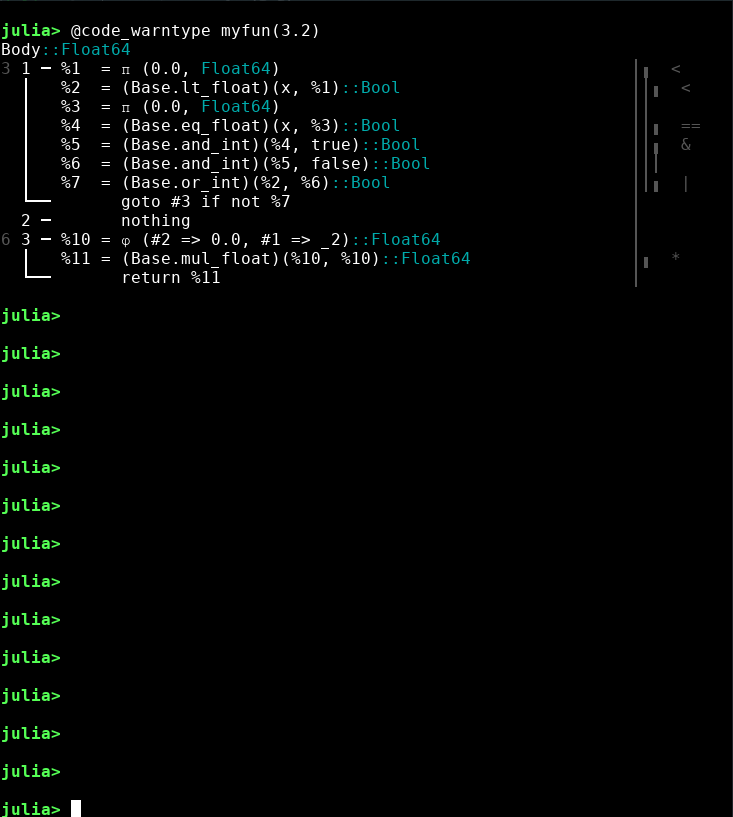 julia> @code_warntype myfun(3.2)
Body::Float64
3 1 ─ %1  = π (0.0, Float64)                                   │╻  <
  │   %2  = (Base.lt_float)(x, %1)::Bool                       ││╻  <
  │   %3  = π (0.0, Float64)                                   ││
  │   %4  = (Base.eq_float)(x, %3)::Bool                       ││╻  ==
  │   %5  = (Base.and_int)(%4, true)::Bool                     ││╻  &
  │   %6  = (Base.and_int)(%5, false)::Bool                    │││
  │   %7  = (Base.or_int)(%2, %6)::Bool                        ││╻  |
  └──       goto #3 if not %7                                  │
  2 ─       nothing                                            │
6 3 ─ %10 = φ (#2 => 0.0, #1 => _2)::Float64                   │
  │   %11 = (Base.mul_float)(%10, %10)::Float64                │╻  *
  └──       return %11                                         │
julia>
julia>
julia>
julia>
julia>
julia>
julia>
julia>
julia>
julia>
julia>
julia>
julia>
julia>